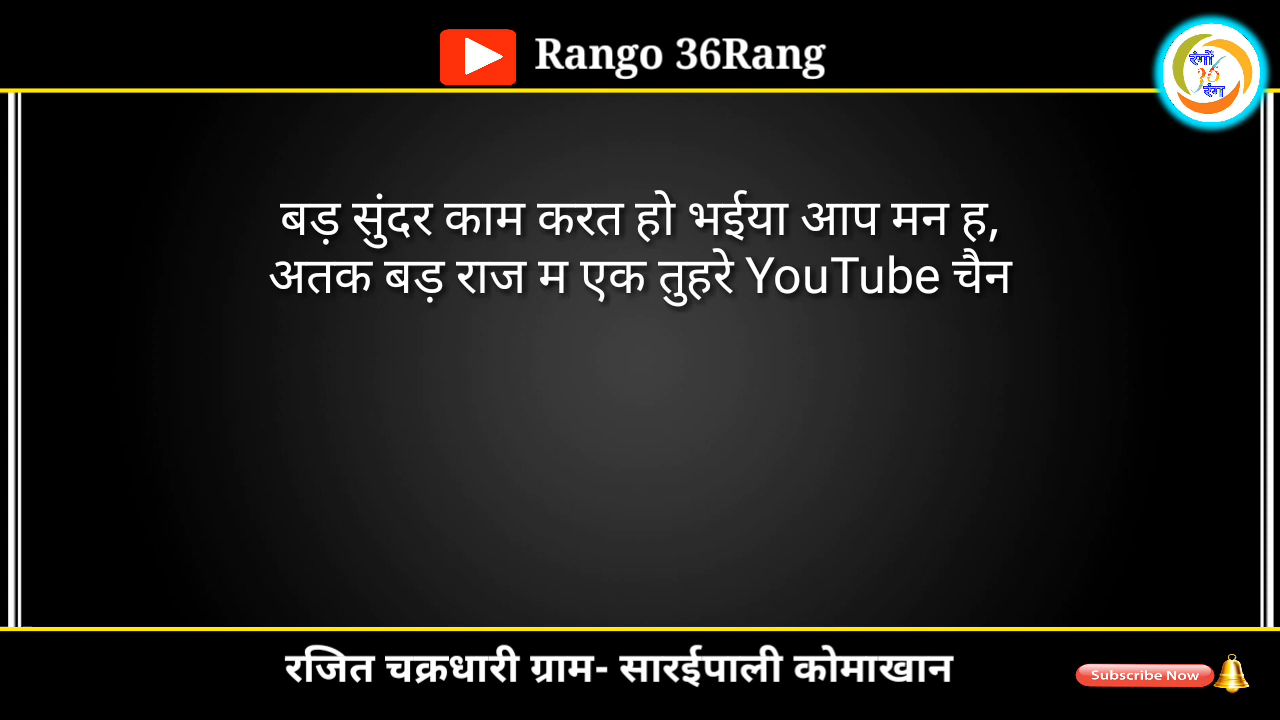 Rango 36Rang
रंगों
36
रंग
बड़ सुंदर काम करत हो भईया आप मन ह,
अतक बड़ राज म एक तुहरे YouTube चैन
रजित चक्रधारी ग्राम- सारईपाली कोमाखान
Subscribe Now